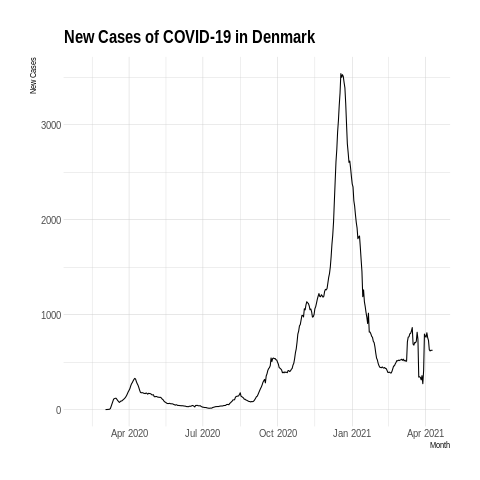 New Cases of COVID-19 in Denmark
New Cases
3000
2000
1000
0
Apr 2020 Jul 2020 Oct 2020 Jan 2021 Apr 2021
Month